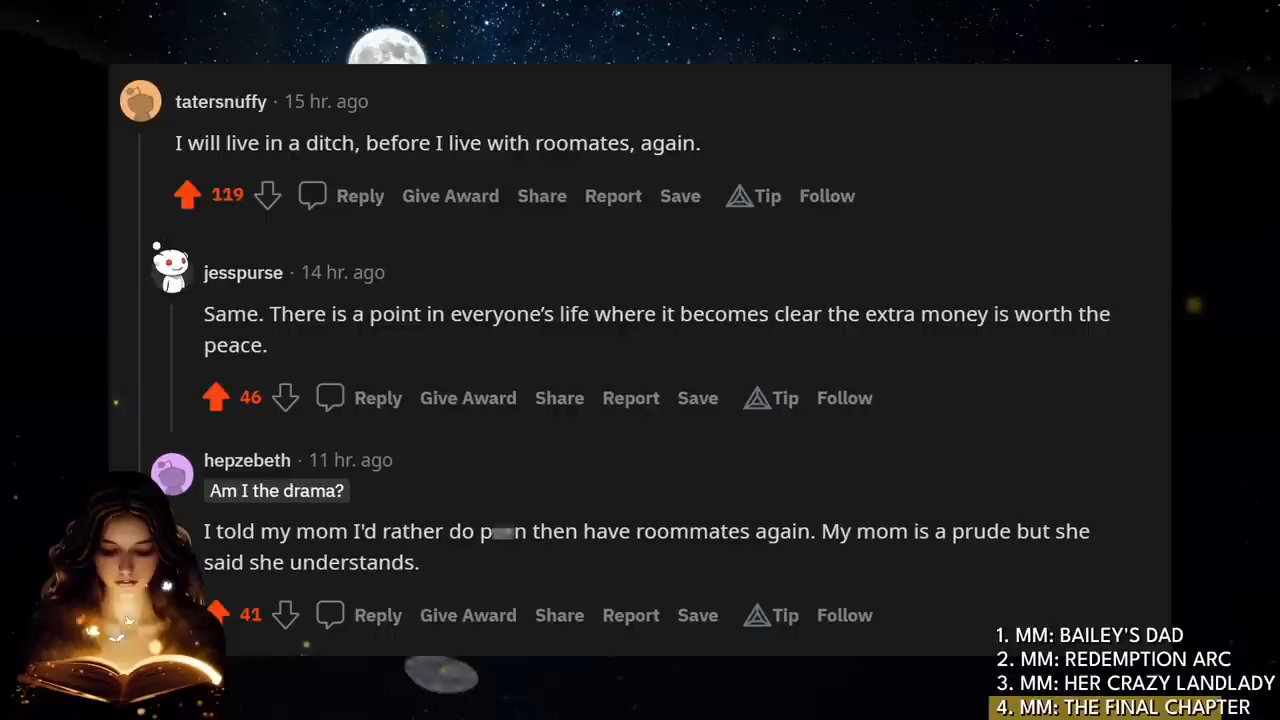 tatersnuffy · 15 hr. ago
I will live in a ditch, before I live with roomates, again.
119 Reply Give Award Share Report Save Tip Follow
jesspurse · 14 hr. ago
Same. There is a point in everyone’s life where it becomes clear the extra money is worth the
peace.
46 Reply Give Award Share Report Save Tip Follow
hepzebeth · 11 hr. ago
Am I the drama?
I told my mom I'd rather do p n then have roommates again. My mom is a prude but she
said she understands.
41 Reply Give Award Share Report Save Tip Follow
1. MM: BAILEY'S DAD
2. MM: REDEMPTION ARC
3. MM: HER CRAZY LANDLADY
4. MM: THE FINAL CHAPTER